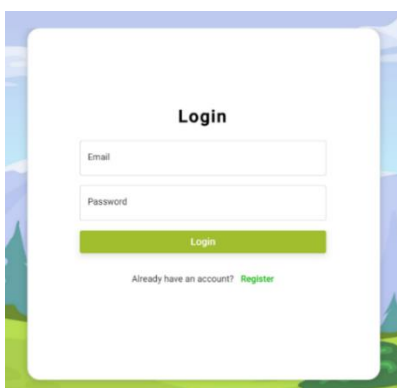 Login
Email
Password
Login
Already have an account? Register